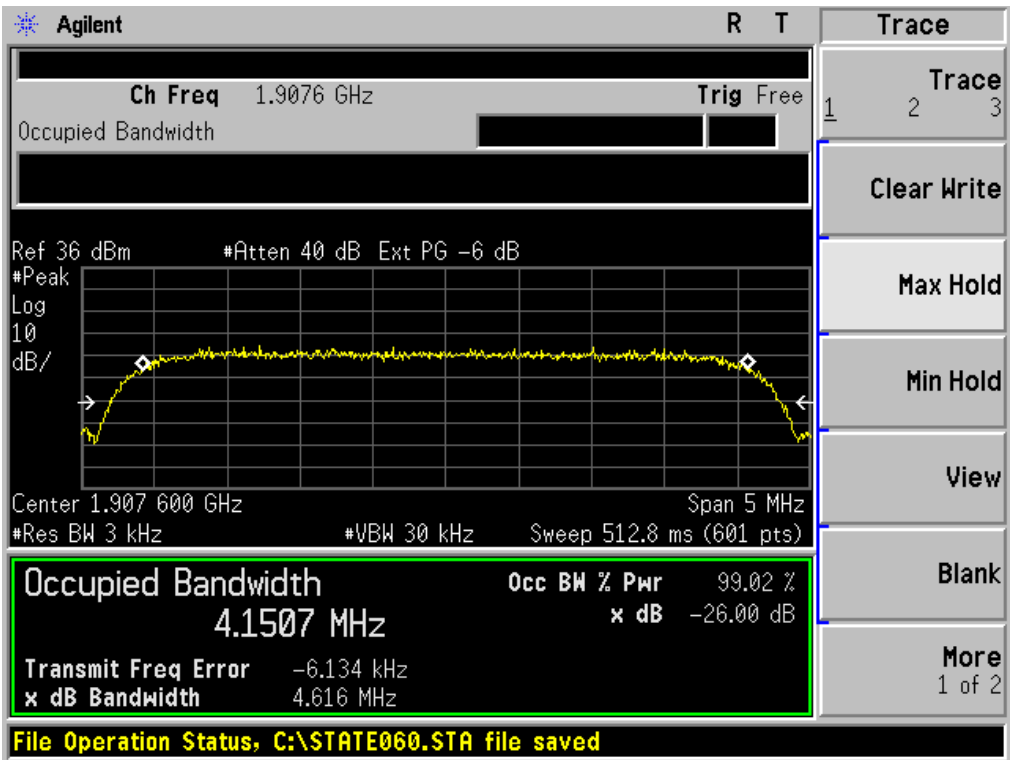 Agilent R T Trace
Ch Freq 1.9076 GHz Trig Free
Occupied Bandwidth
Trace
1 2 3
Clear Write
Max Hold
Min Hold
View
Blank
More
1 of 2
Ref 36 dBm #Atten 40 dB Ext PG -6 dB
#Peak
Log
10
dB/
Center 1.907 600 GHz Span 5 MHz
#Res BW 3 kHz #VBW 30 kHz Sweep 512.8 ms (601 pts)
Occupied Bandwidth Occ BW % Pwr 99.02 %
4.1507 MHz x dB -26.00 dB
Transmit Freq Error -6.134 kHz
x dB Bandwidth 4.616 MHz
File Operation Status, C:\STATE060.STA file saved